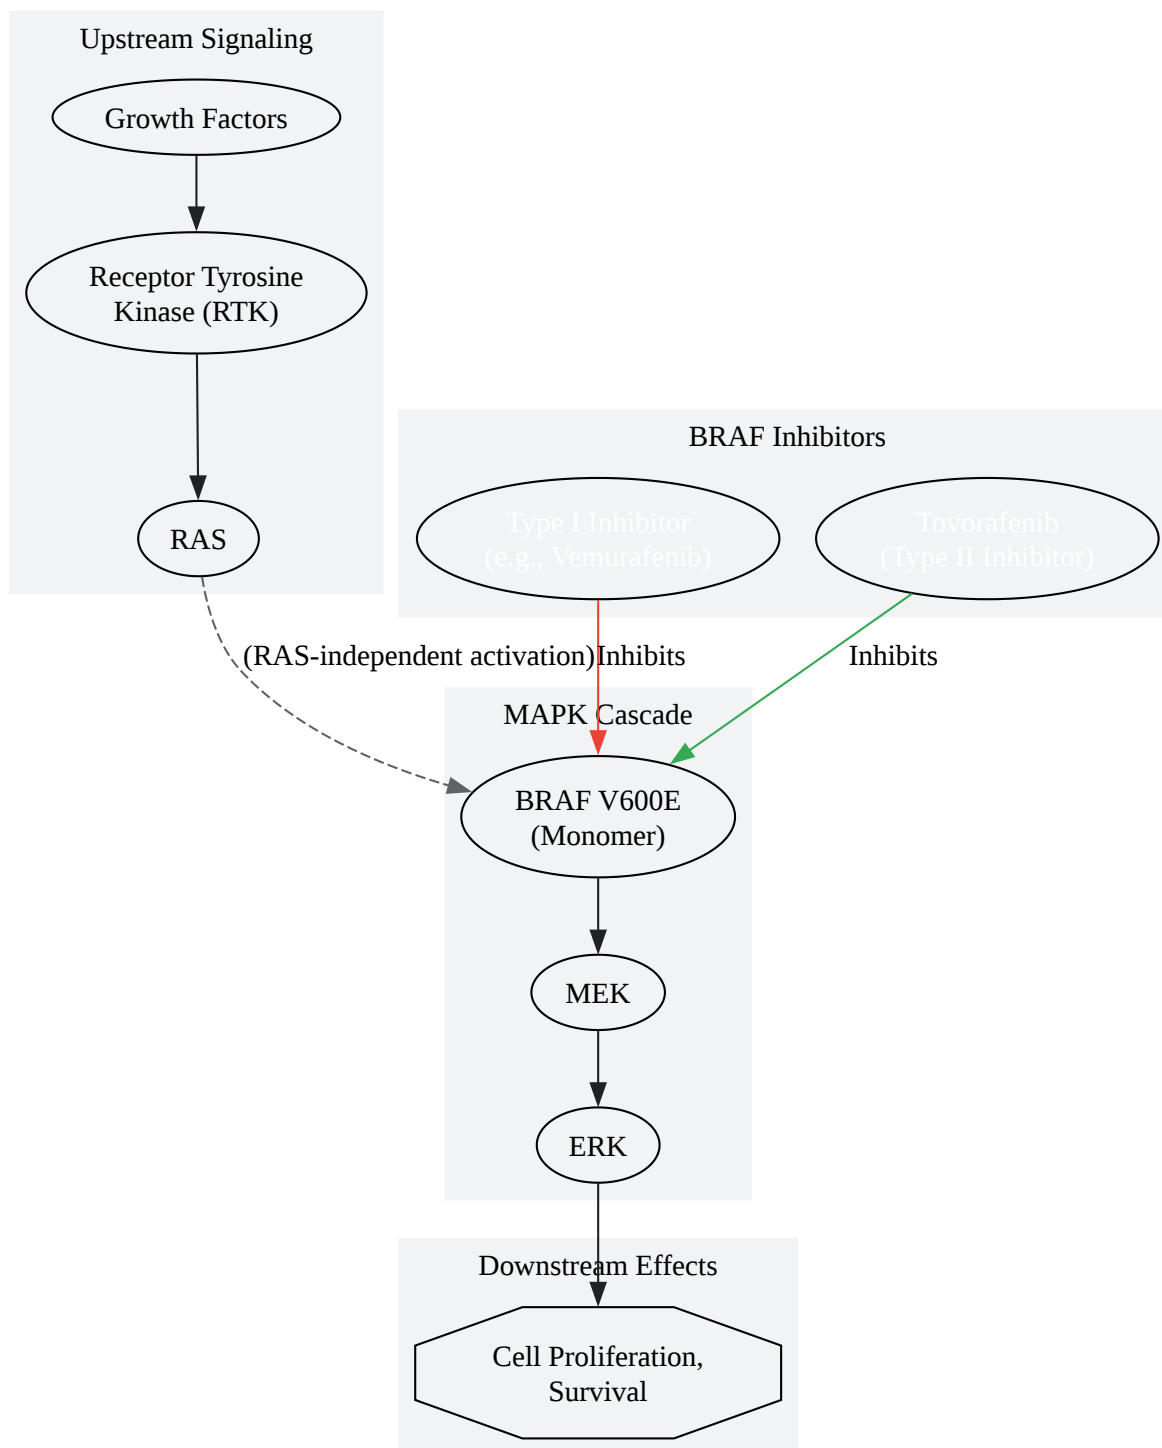 Upstream Signaling
Growth Factors
Receptor Tyrosine
Kinase (RTK)
RAS
BRAF Inhibitors
Type I Inhibitor
(e.g., Vemurafenib)
Tovorafenib
(Type II Inhibitor)
(RAS-independent activation)
Inhibits
Inhibits
MAPK Cascade
BRAF V600E
(Monomer)
MEK
ERK
Downstream Effects
Cell Proliferation,
Survival